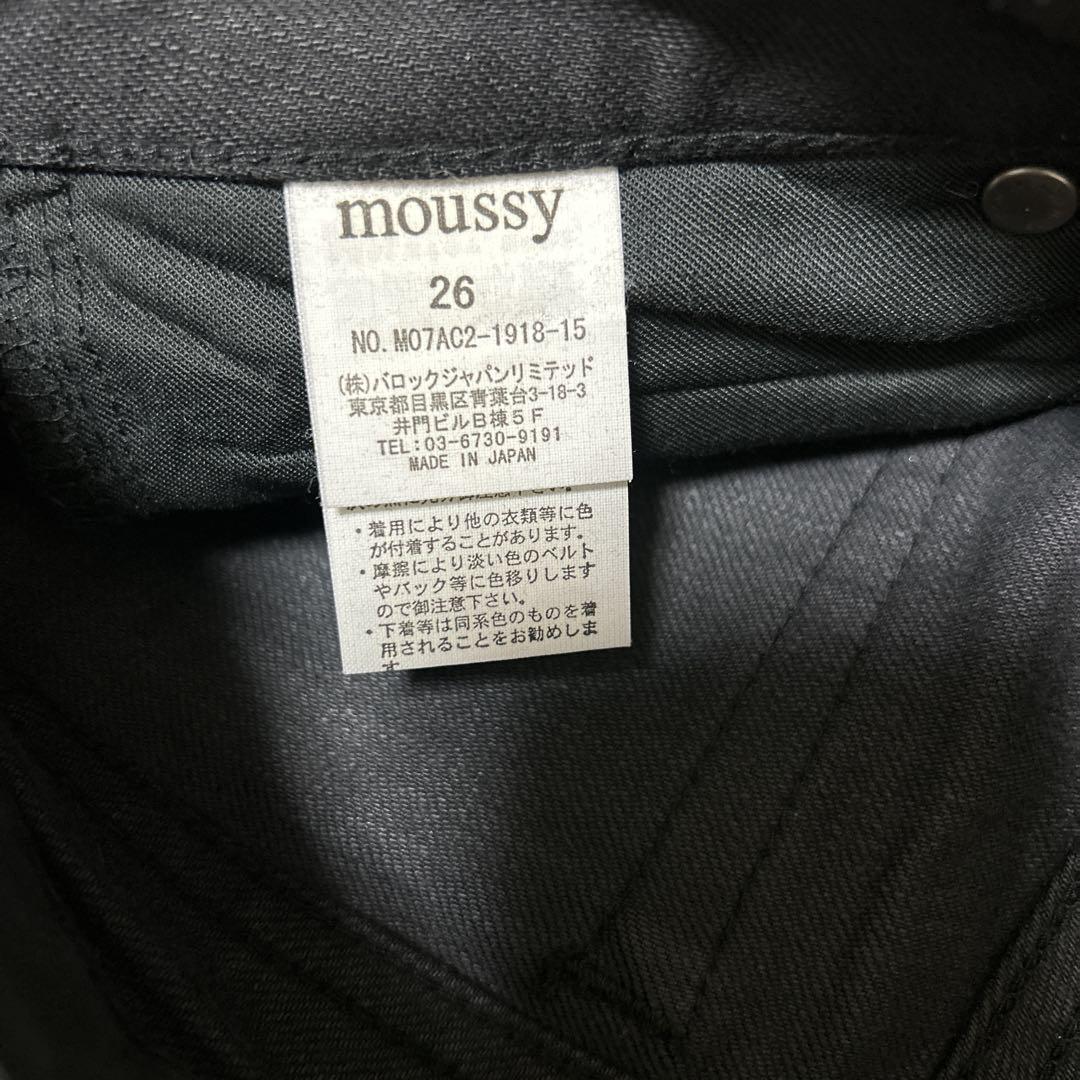 moussy
26
NO. M07AC2-1918-15
(株)バロックジャパンリミテッド
東京都目黒区青葉台3-18-3
井門ビルB棟5F
TEL:03-6730-9191
MADE IN JAPAN
・着用により他の衣類等に色
が付着することがあります。
・摩擦により淡い色のベルト
やバック等に色移りします
ので御注意下さい。
・下着等は同系色のものを着
用されることをお勧めしま
す